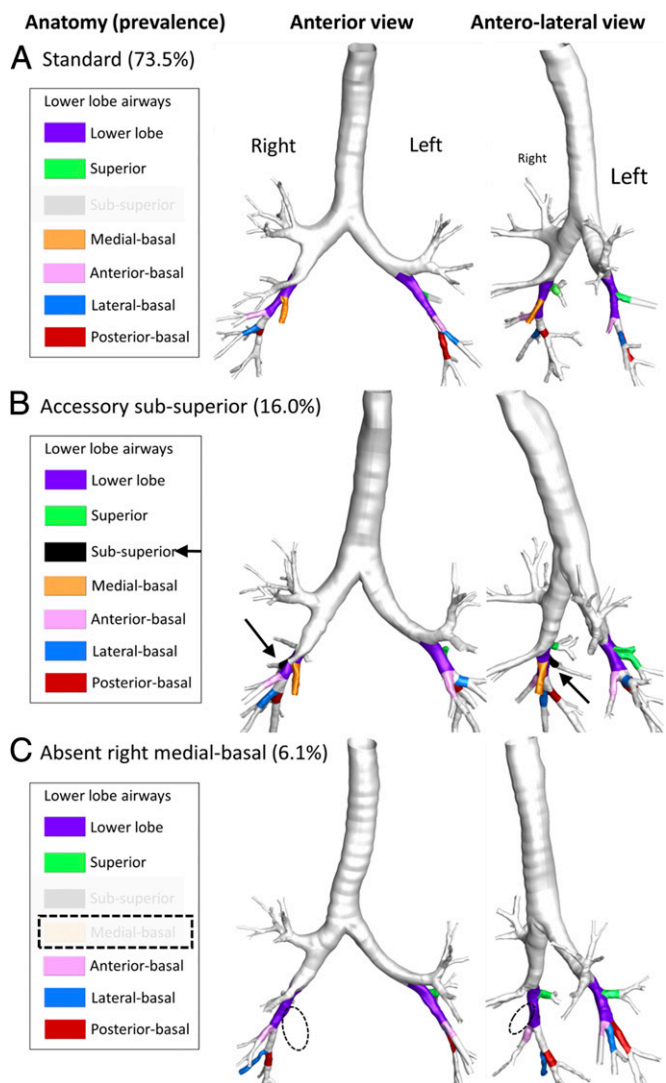 Anatomy (prevalence) Anterior view Antero-lateral view
A Standard (73.5%)
Lower lobe airways
Lower lobe
Superior
Sub-superior
Medial-basal
Anterior-basal
Lateral-basal
Posterior-basal
Right Left
Right Left
B Accessory sub-superior (16.0%)
Lower lobe airways
Lower lobe
Superior
Sub-superior
Medial-basal
Anterior-basal
Lateral-basal
Posterior-basal
C Absent right medial-basal (6.1%)
Lower lobe airways
Lower lobe
Superior
Sub-superior
Medial-basal
Anterior-basal
Lateral-basal
Posterior-basal